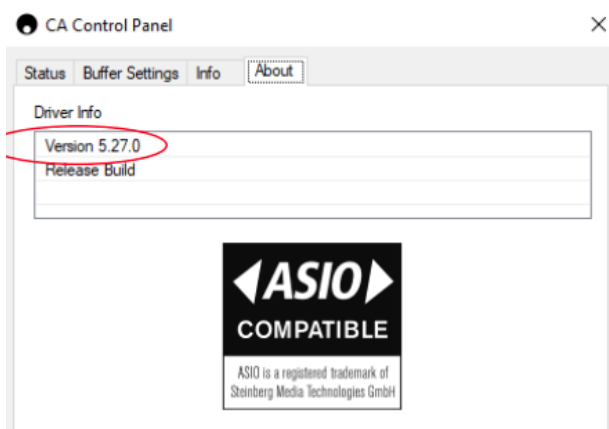 CA Control Panel
Status Buffer Settings Info About
Driver Info
Version 5.27.0
Release Build
ASIO
COMPATIBLE
ASIO is a registered trademark of
Steinberg Media Technologies GmbH